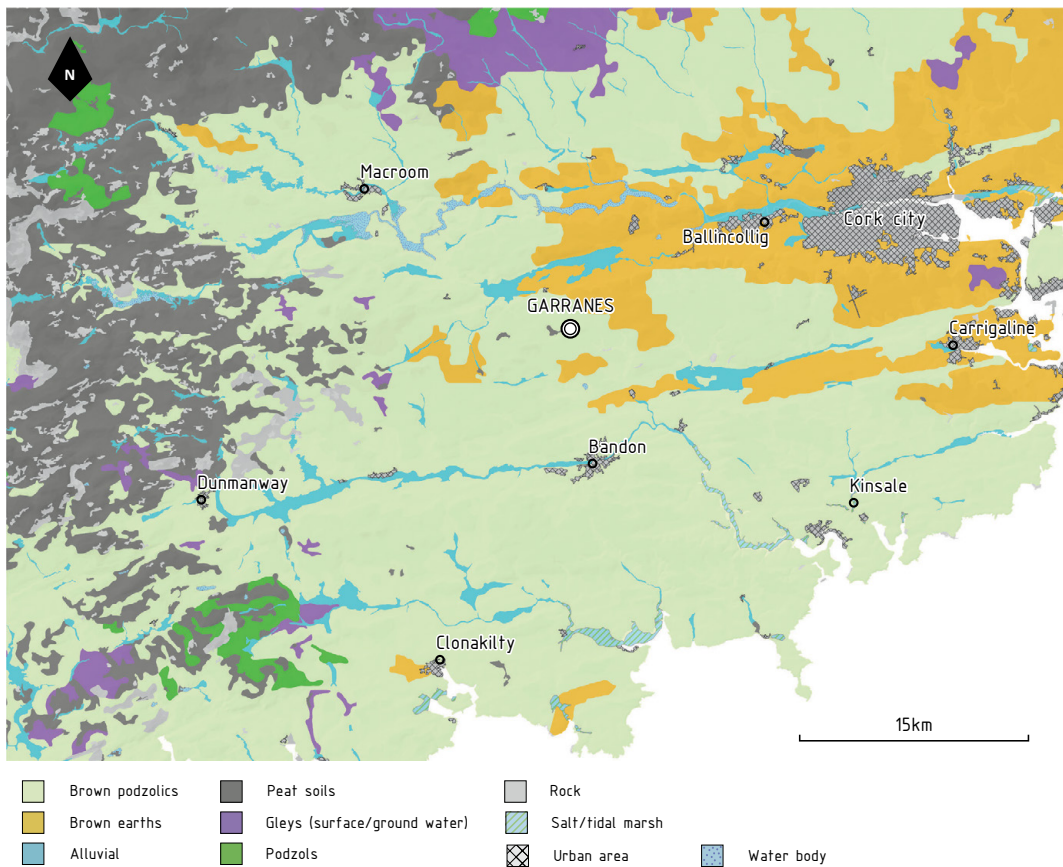 N
Macroom
Cork city
Ballincollig
GARRANES
Carrigaline
Bandon
Dunmanway
Kinsale
Clonakilty
15km
Brown podzolics
Peat soils
Rock
Brown earths
Gleys (surface/ground water)
Salt/tidal marsh
Alluvial
Podzols
Urban area
Water body